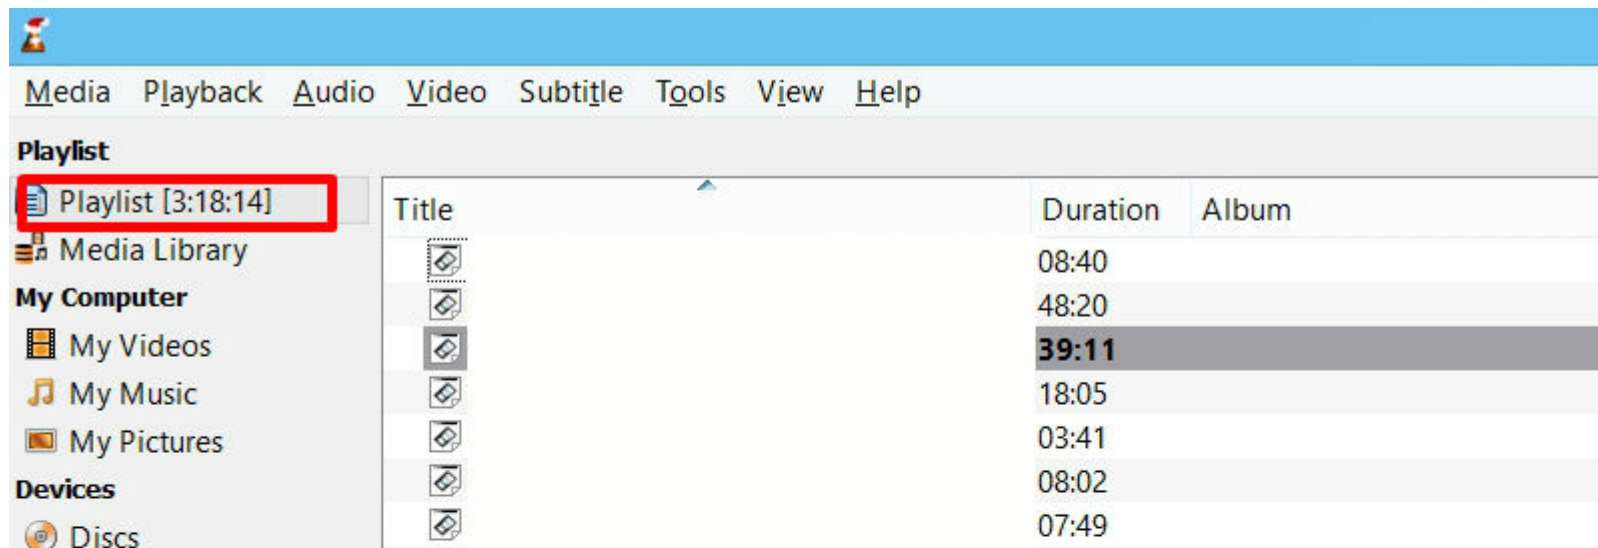 Media Playback Audio Video Subtitle Tools View Help
Playlist
Playlist [3:18:14]
Media Library
My Computer
My Videos
My Music
My Pictures
Devices
Discs
Title Duration Album
08:40
48:20
39:11
18:05
03:41
08:02
07:49